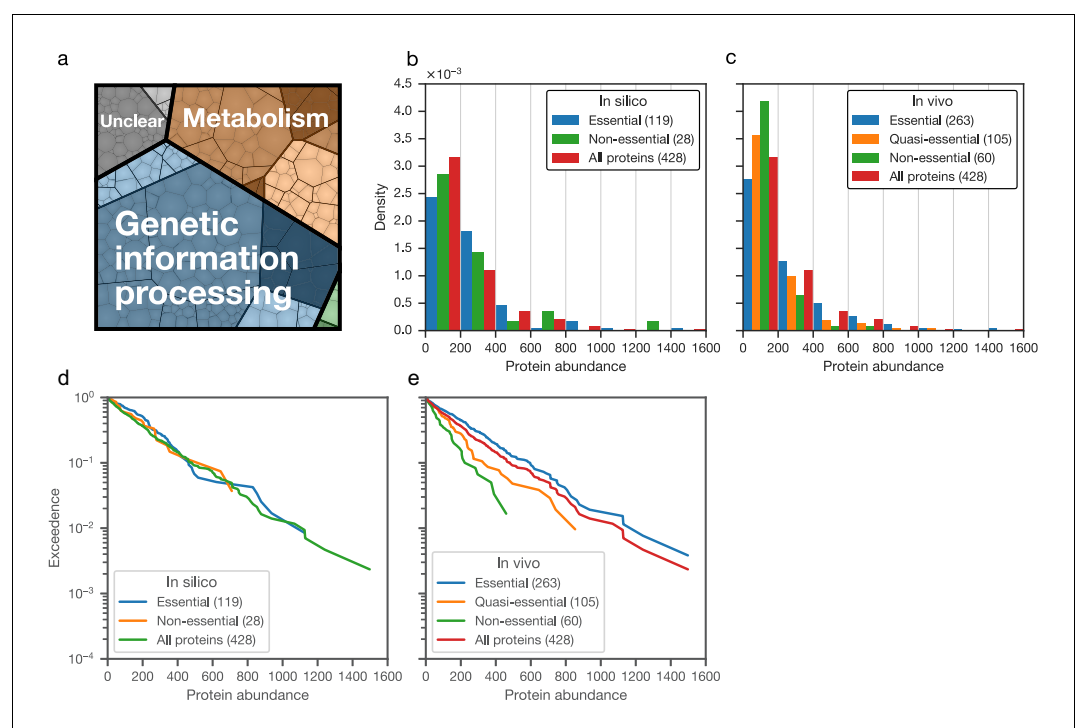 a
Unclear
Metabolism
Genetic
information
processing
b
×10⁻³
4.5
4.0
3.5
3.0
2.5
2.0
1.5
1.0
0.5
0.0
Density
In silico
Essential (119)
Non-essential (28)
All proteins (428)
0 200 400 600 800 1000 1200 1400 1600
Protein abundance
c
In vivo
Essential (263)
Quasi-essential (105)
Non-essential (60)
All proteins (428)
0 200 400 600 800 1000 1200 1400 1600
Protein abundance
d
10⁰
10⁻¹
10⁻²
10⁻³
10⁻⁴
Exceedence
In silico
Essential (119)
Non-essential (28)
All proteins (428)
0 200 400 600 800 1000 1200 1400 1600
Protein abundance
e
In vivo
Essential (263)
Quasi-essential (105)
Non-essential (60)
All proteins (428)
0 200 400 600 800 1000 1200 1400 1600
Protein abundance